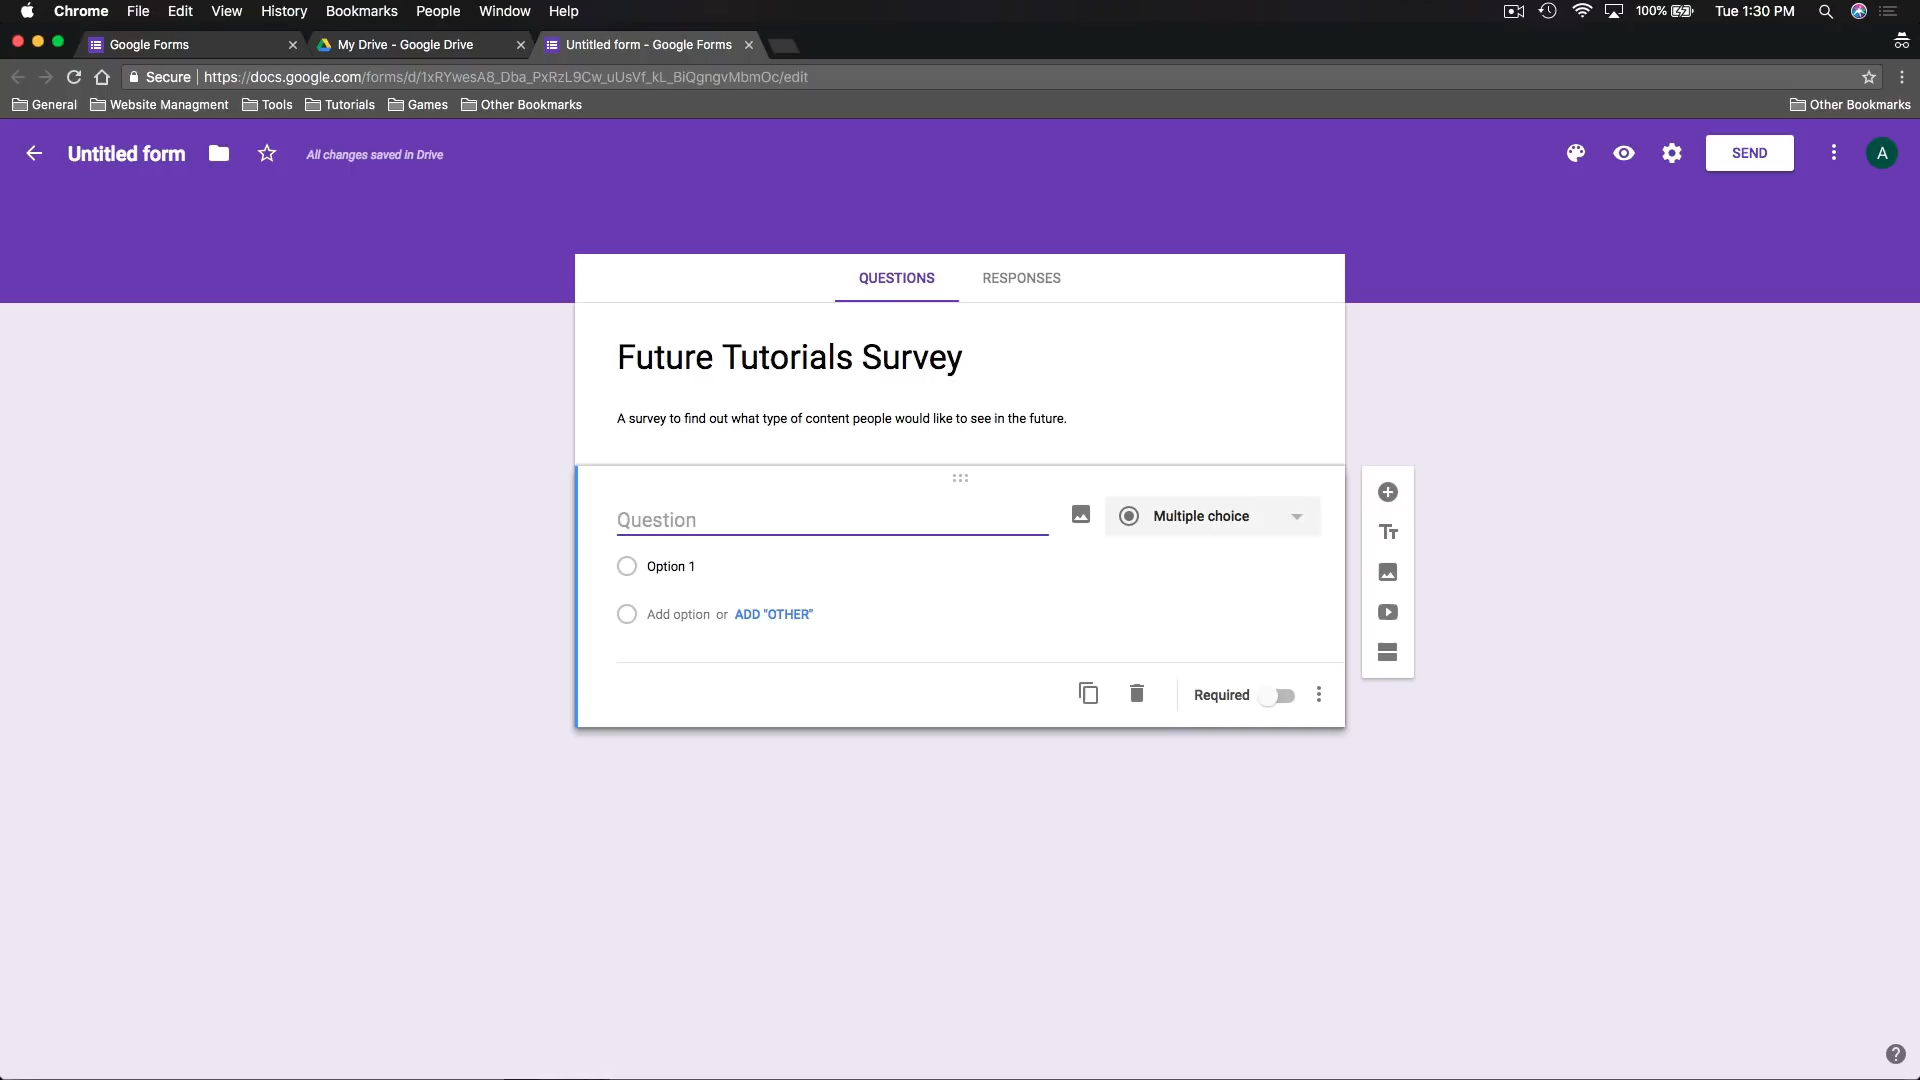 Chrome File Edit View History Bookmarks People Window Help 100% Tue 1:30 PM
Google Forms My Drive - Google Drive Untitled form - Google Forms
Secure https://docs.google.com/forms/d/1xRYwesA8_Dba_PxRzL9Cw_uUsVf_kL_BiQgngvMbmOc/edit
General Website Managment Tools Tutorials Games Other Bookmarks Other Bookmarks
Untitled form All changes saved in Drive SEND A
QUESTIONS RESPONSES
Future Tutorials Survey
A survey to find out what type of content people would like to see in the future.
Question Multiple choice
Option 1
Add option or ADD "OTHER"
Required